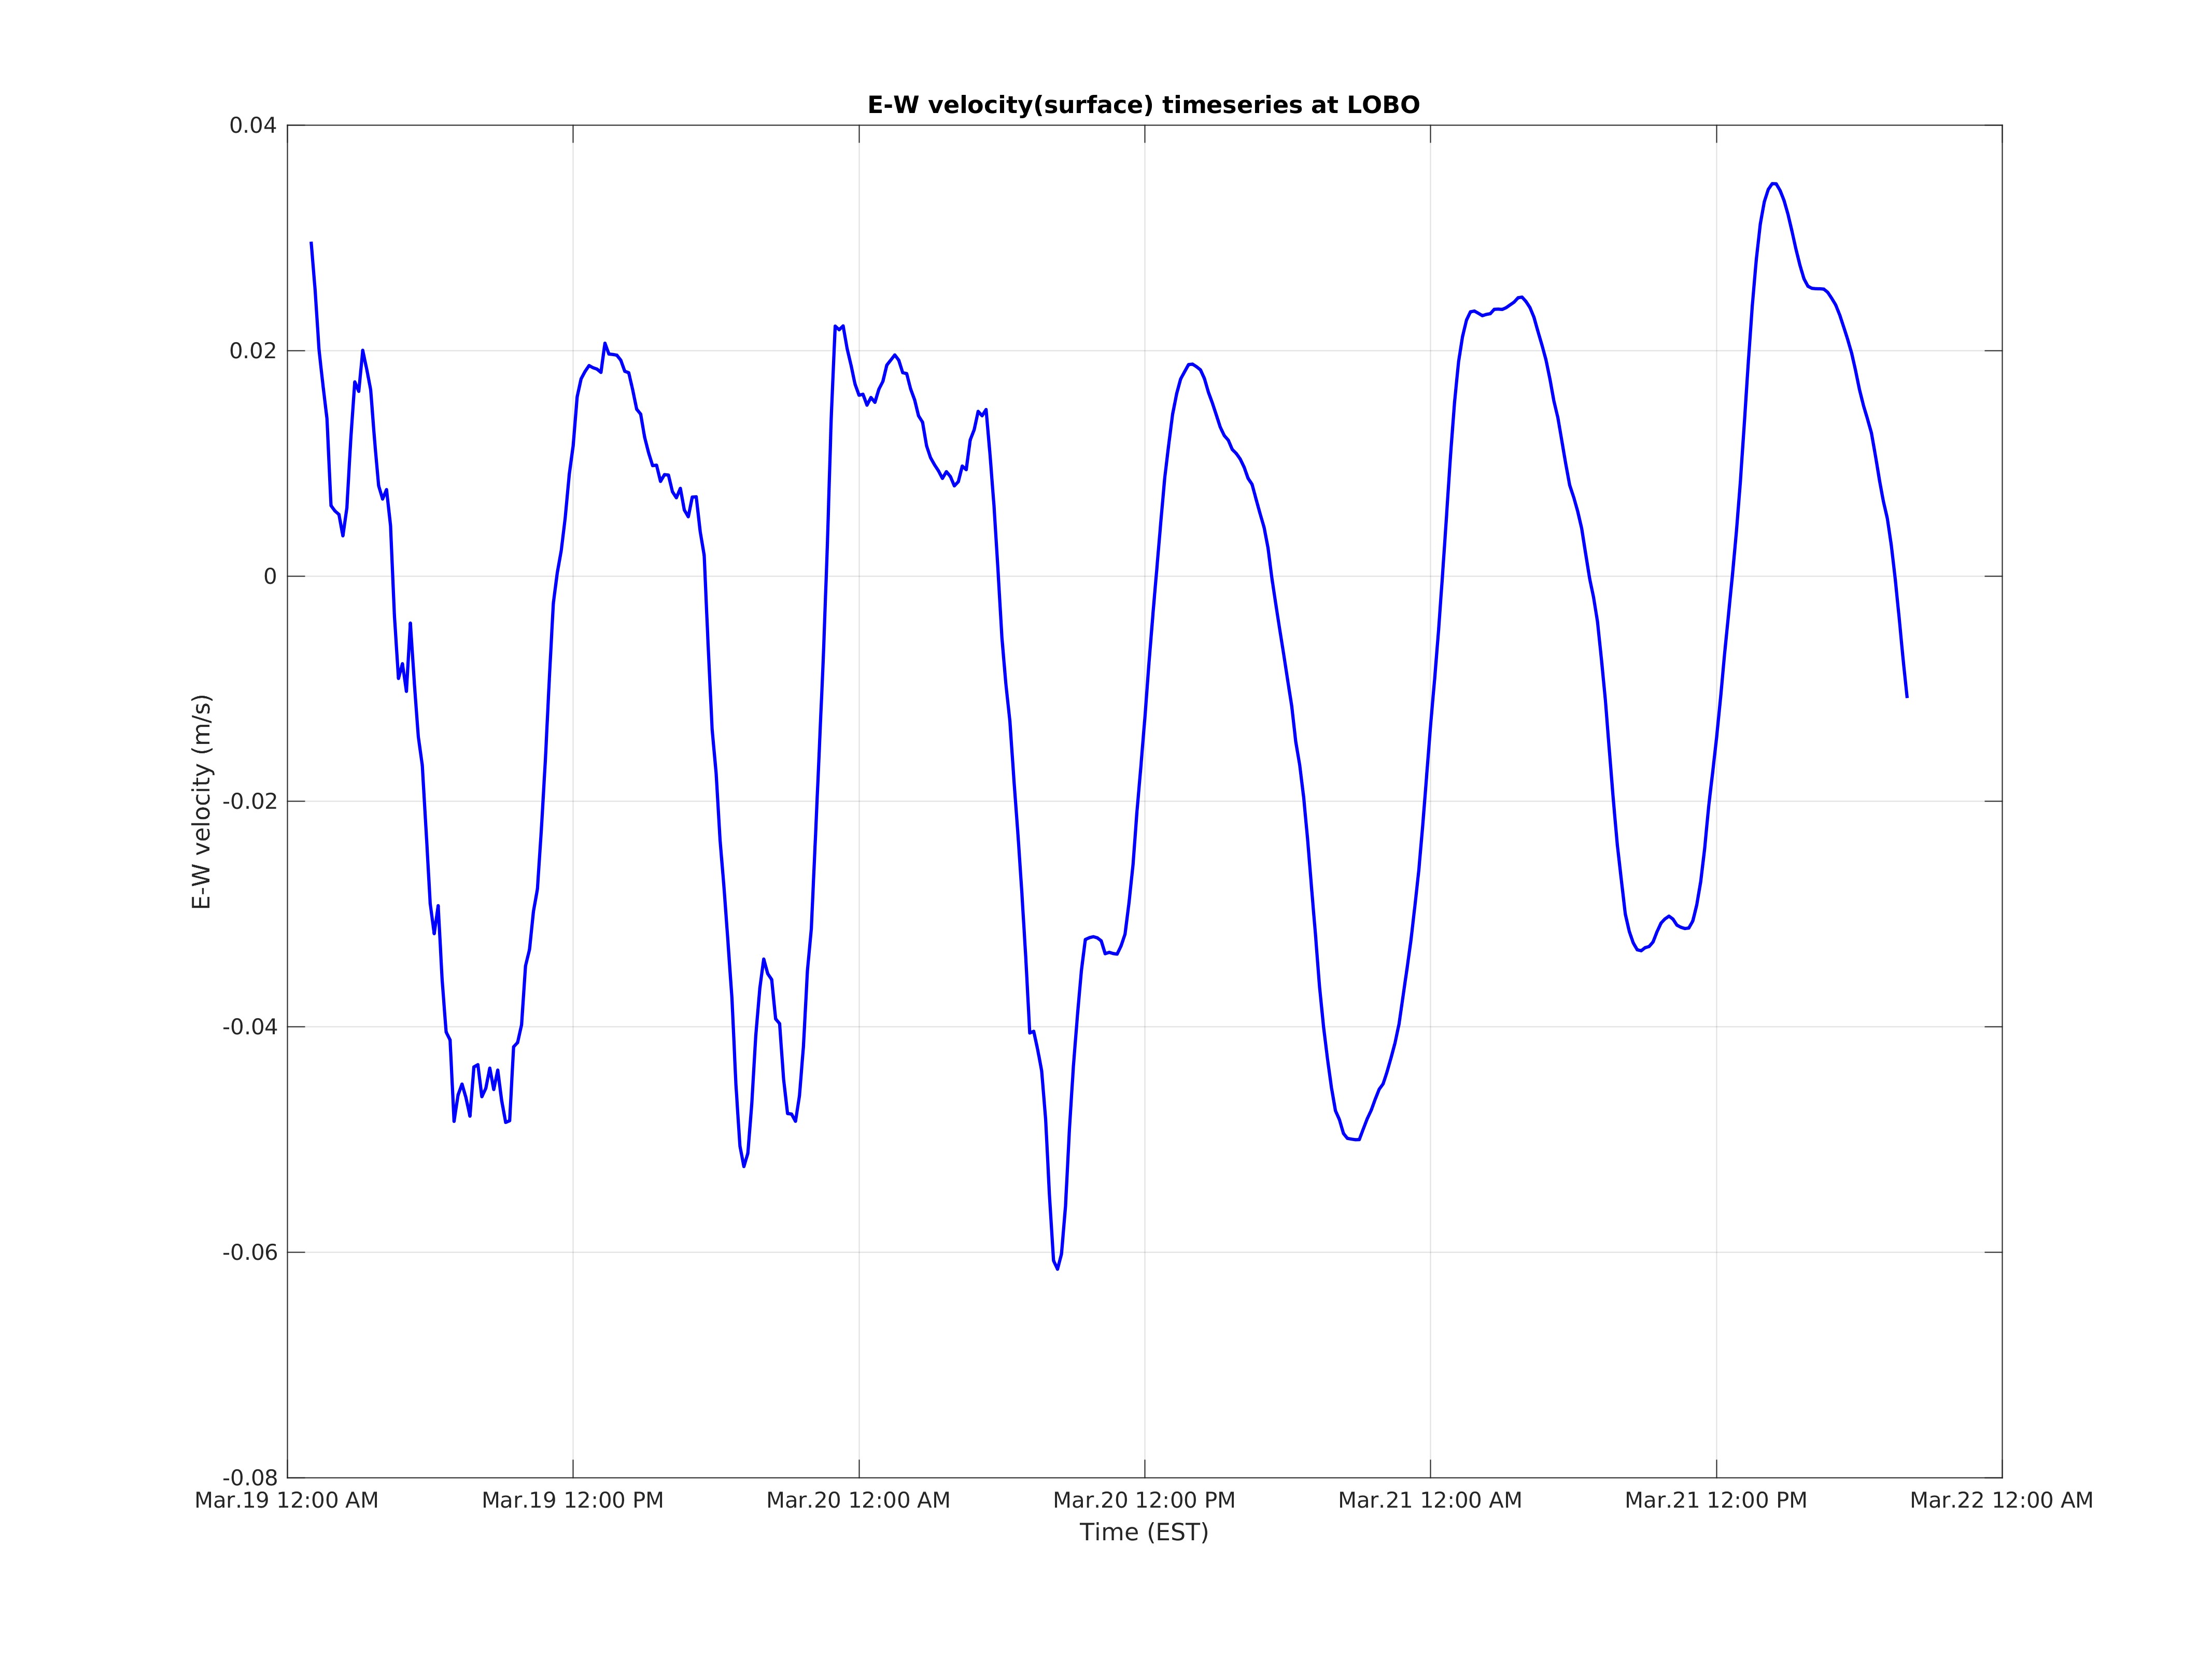 E-W velocity(surface) timeseries at LOBO
0.04
0.02
0
-0.02
-0.04
-0.06
-0.08
E-W velocity (m/s)
Mar.19 12:00 AM Mar.19 12:00 PM Mar.20 12:00 AM Mar.20 12:00 PM Mar.21 12:00 AM Mar.21 12:00 PM Mar.22 12:00 AM
Time (EST)